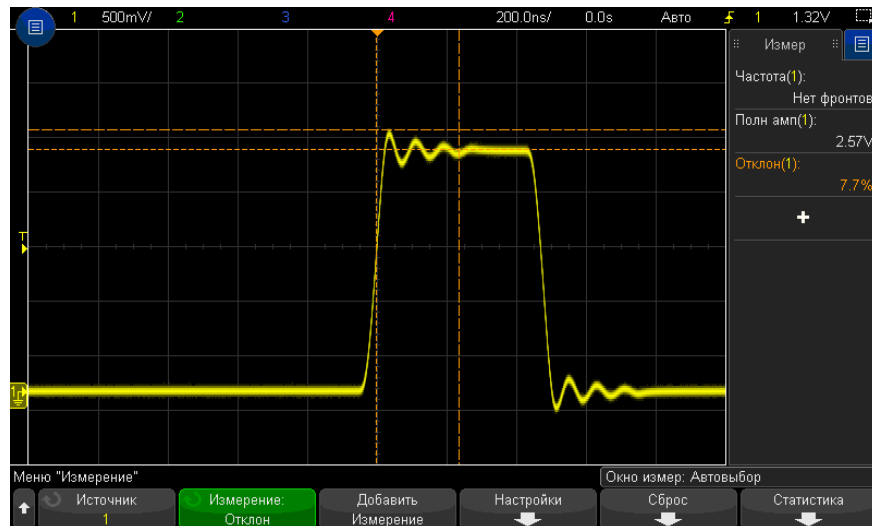 1 500mV/ 2 3 4 200.0ns/ 0.0s Авто 1 1.32V
Измер
Частота(1):
Нет фронтов
Полн амп(1):
2.57V
Отклон(1):
7.7%
+
T
1
Меню "Измерение"
Окно измер: Автовыбор
Источник
1
Измерение:
Отклон
Добавить
Измерение
Настройки
Сброс
Статистика